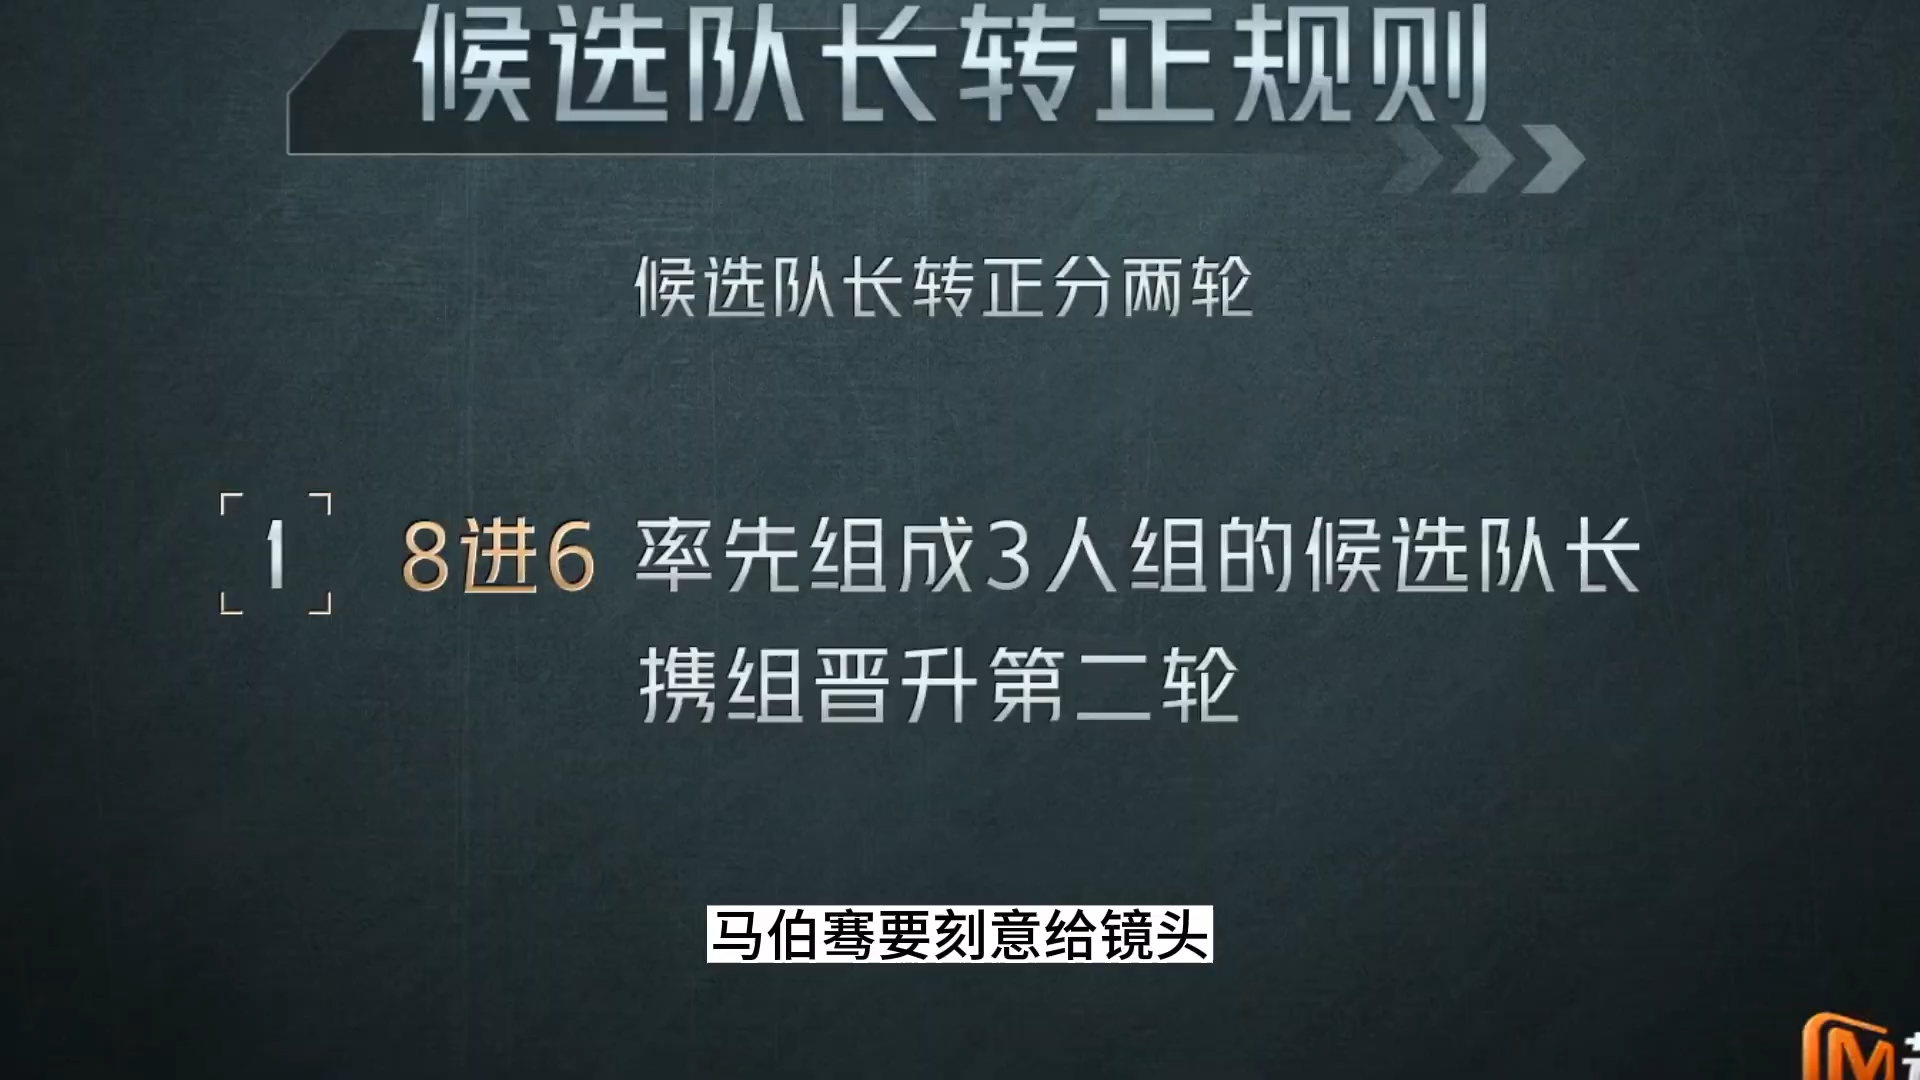 候选队长转正规则
候选队长转正分两轮
1 8进6 率先组成3人组的候选队长
携组晋升第二轮
马伯骞要刻意给镜头